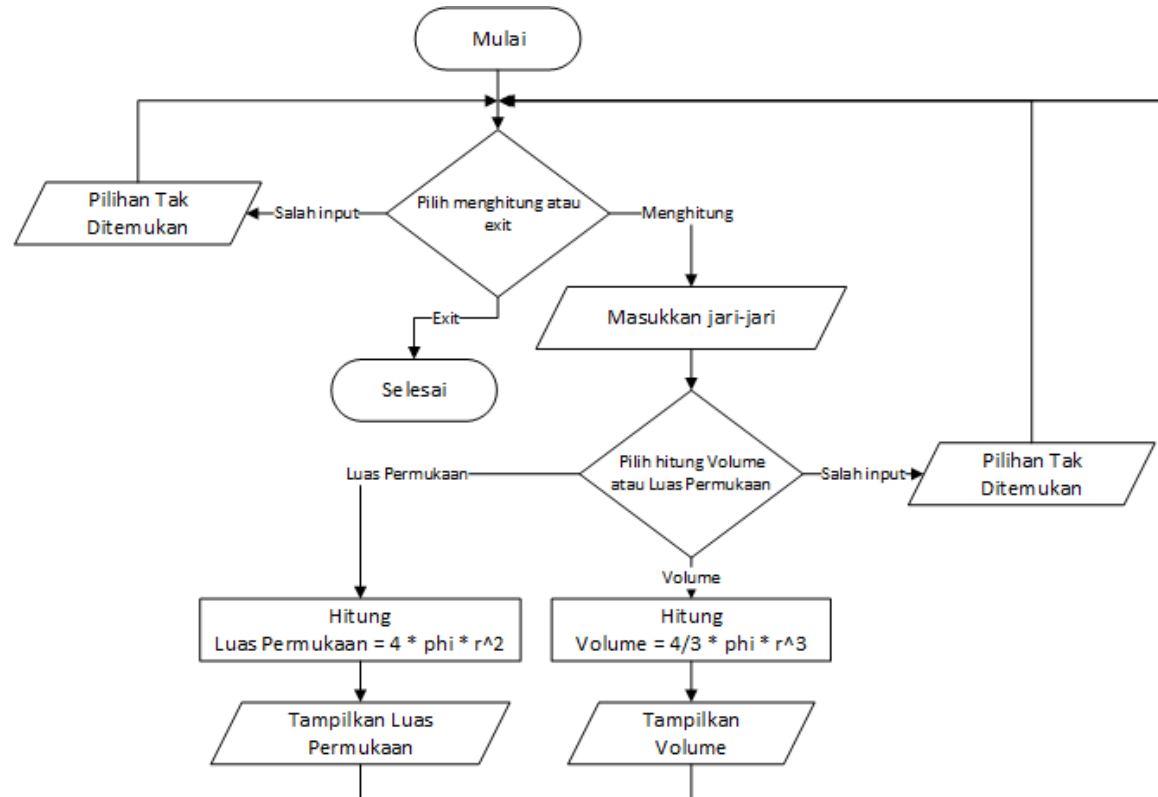 Mulai
Pilih menghitung atau
exit
Salah input
Pilihan Tak
Ditemukan
Menghitung
Exit
Selesai
Masukkan jari-jari
Pilih hitung Volume
atau Luas Permukaan
Luas Permukaan
Salah input
Pilihan Tak
Ditemukan
Volume
Hitung
Luas Permukaan = 4 * phi * r^2
Hitung
Volume = 4/3 * phi * r^3
Tampilkan Luas
Permukaan
Tampilkan
Volume